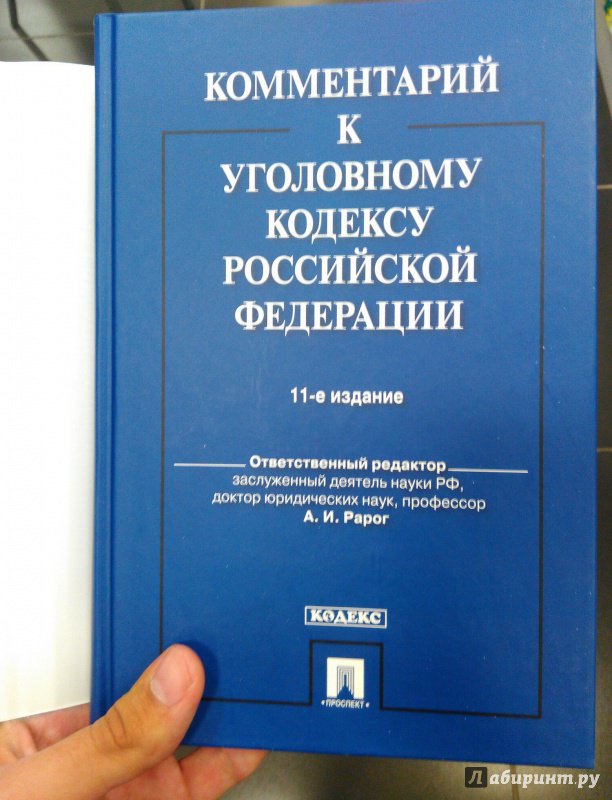 КОММЕНТАРИЙ
К
УГОЛОВНОМУ
КОДЕКСУ
РОССИЙСКОЙ
ФЕДЕРАЦИИ
11-е издание
Ответственный редактор
заслуженный деятель науки РФ,
доктор юридических наук, профессор
А. И. Рарог
КОДЕКС
• ПРОСПЕКТ •
Лабиринт.ру